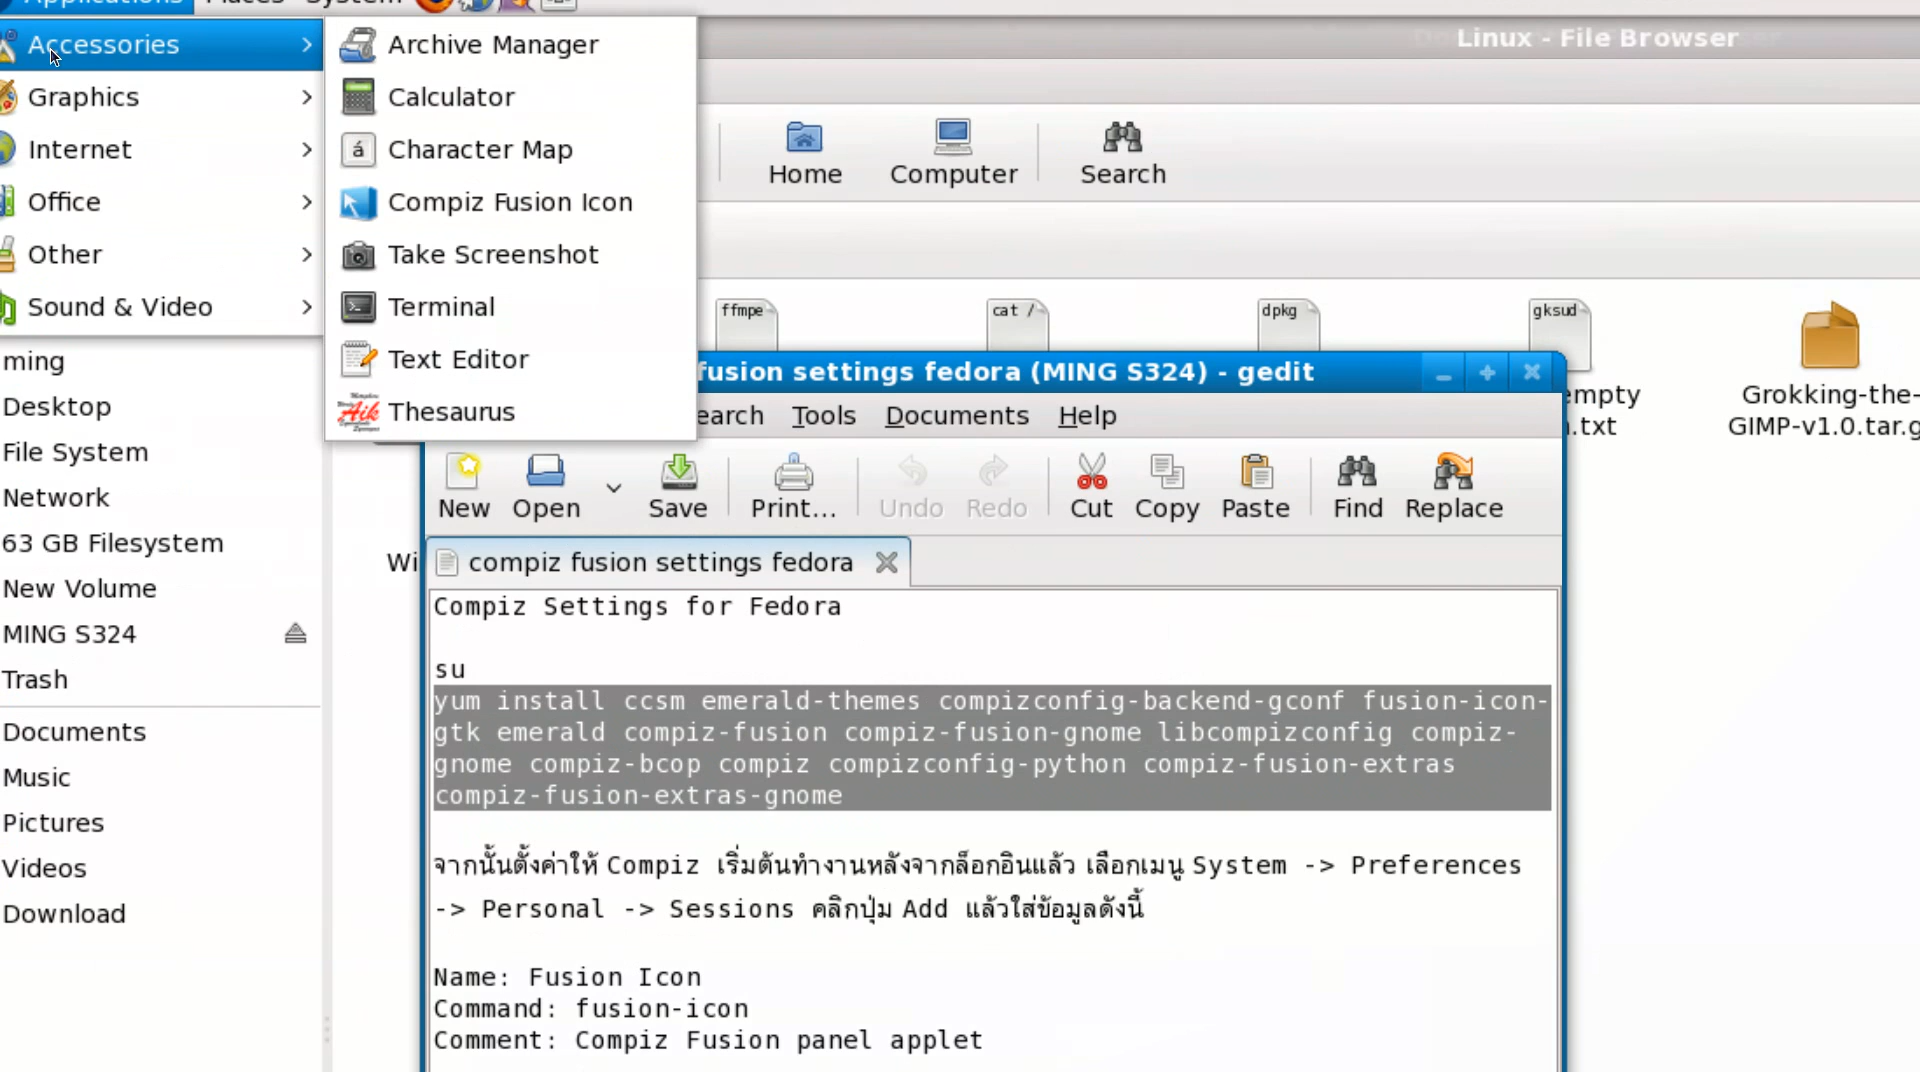 Applications Places System
Accessories
Graphics
Internet
Office
Other
Sound & Video
Archive Manager
Calculator
Character Map
Compiz Fusion Icon
Take Screenshot
Terminal
Text Editor
Thesaurus
Linux - File Browser
Home
Computer
Search
ffmpe
cat /
dpkg
gksud
empty
.txt
Grokking-the-
GIMP-v1.0.tar.g
ming
Desktop
File System
Network
63 GB Filesystem
New Volume
MING S324
Trash
Documents
Music
Pictures
Videos
Download
Wi
fusion settings fedora (MING S324) - gedit
earch Tools Documents Help
New
Open
Save
Print...
Undo
Redo
Cut
Copy
Paste
Find
Replace
compiz fusion settings fedora
Compiz Settings for Fedora
su
yum install ccsm emerald-themes compizconfig-backend-gconf fusion-icon-
gtk emerald compiz-fusion compiz-fusion-gnome libcompizconfig compiz-
gnome compiz-bcop compiz compizconfig-python compiz-fusion-extras
compiz-fusion-extras-gnome
จากนั้นตั้งค่าให้ Compiz เริ่มต้นทำงานหลังจากล็อกอินแล้ว เลือกเมนู System -> Preferences
-> Personal -> Sessions คลิกปุ่ม Add แล้วใส่ข้อมูลดังนี้
Name: Fusion Icon
Command: fusion-icon
Comment: Compiz Fusion panel applet